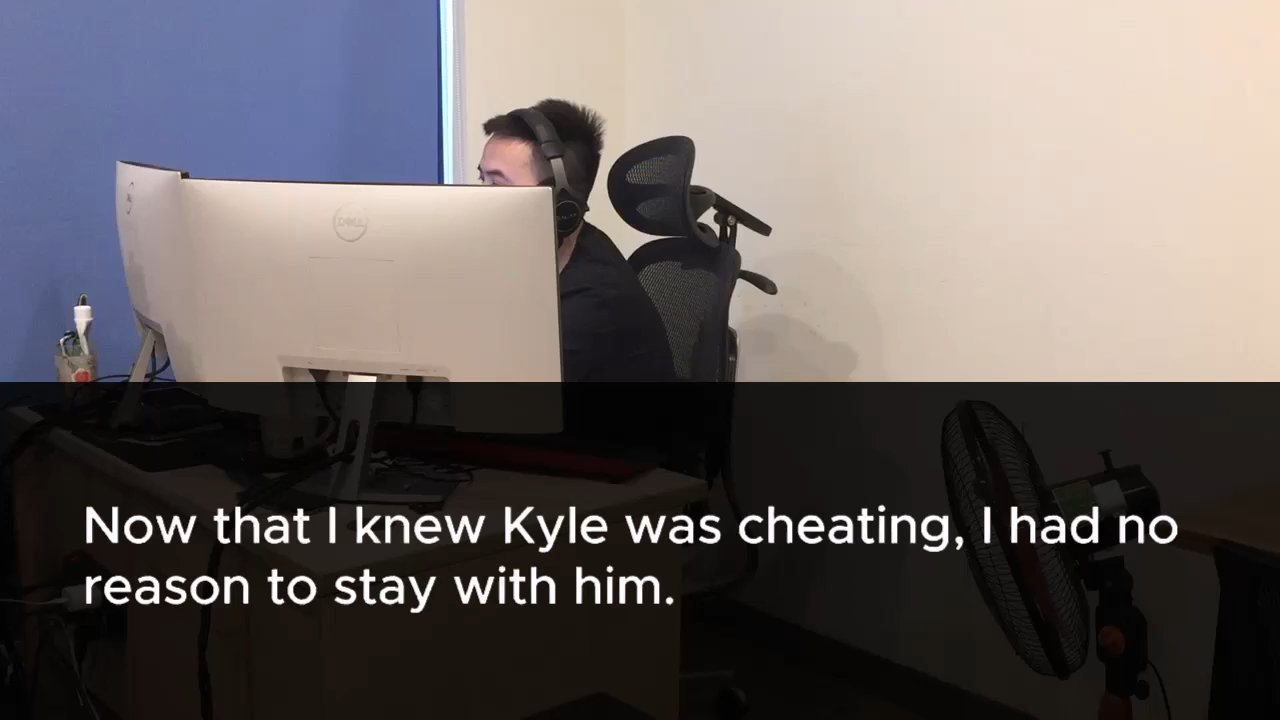 DELL
Now that I knew Kyle was cheating, I had no
reason to stay with him.